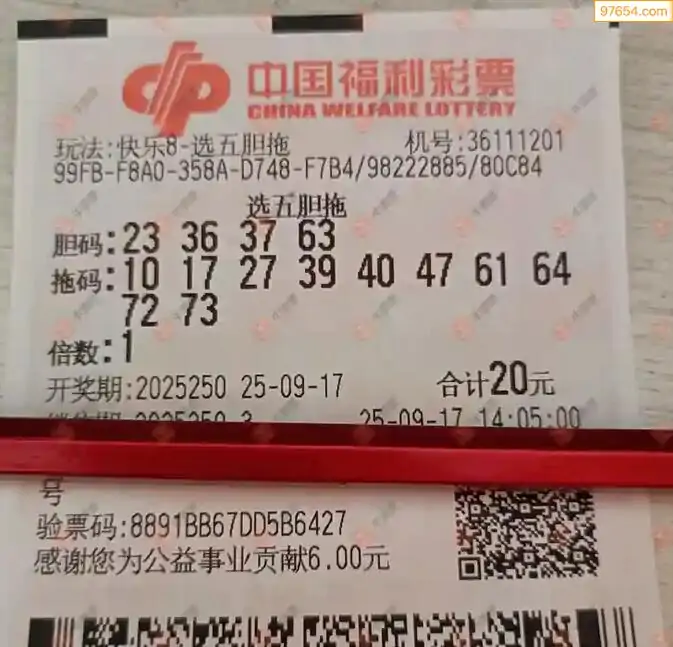 97654.com
中国福利彩票
CHINA WELFARE LOTTERY
玩法:快乐8-选五胆拖 机号:36111201
99FB-F8A0-358A-D748-F7B4/98222885/80C84
选五胆拖
胆码:23 36 37 63
拖码:10 17 27 39 40 47 61 64
72 73
倍数:1
开奖期:2025250 25-09-17 合计20元
2025250 25-09-17 14:05:00
号
验票码:8891BB67DD5B6427
感谢您为公益事业贡献6.00元